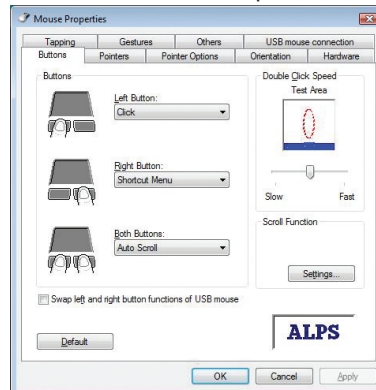 Mouse Properties
Tapping Gestures Others USB mouse connection
Buttons Pointers Pointer Options Orientation Hardware
Buttons
Left Button:
Click
Right Button:
Shortcut Menu
Both Buttons:
Auto Scroll
Double Click Speed
Test Area
Slow Fast
Scroll Function
Settings...
Swap left and right button functions of USB mouse
Default
ALPS
OK Cancel Apply